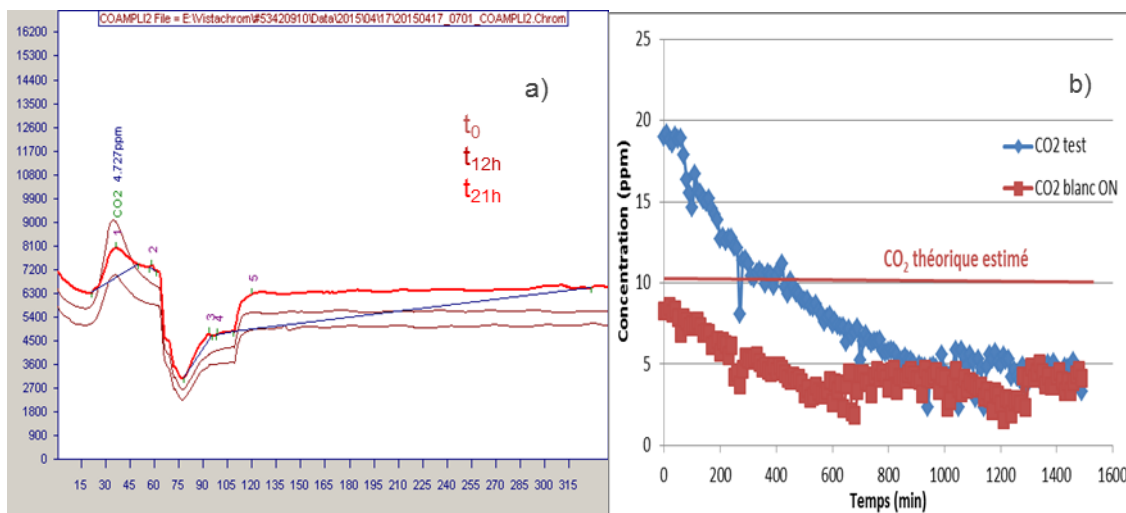 COAMPLI2 File = E:\Vistachrom\#53420910\Data\2015\04\17\20150417_0701_COAMPLI2.Chrom
16200
15300
14400
13500
12600
11700
10800
9900
9000
8100
7200
6300
5400
4500
3600
2700
1800
900
0
15 30 45 60 75 90 105 120 135 150 165 180 195 210 225 240 255 270 285 300 315
CO2 4.727ppm
1
2
3
4
5
a)
t0
t12h
t21h
b)
Concentration (ppm)
25
20
15
10
5
0
0 200 400 600 800 1000 1200 1400 1600
Temps (min)
CO2 test
CO2 blanc ON
CO2 théorique estimé